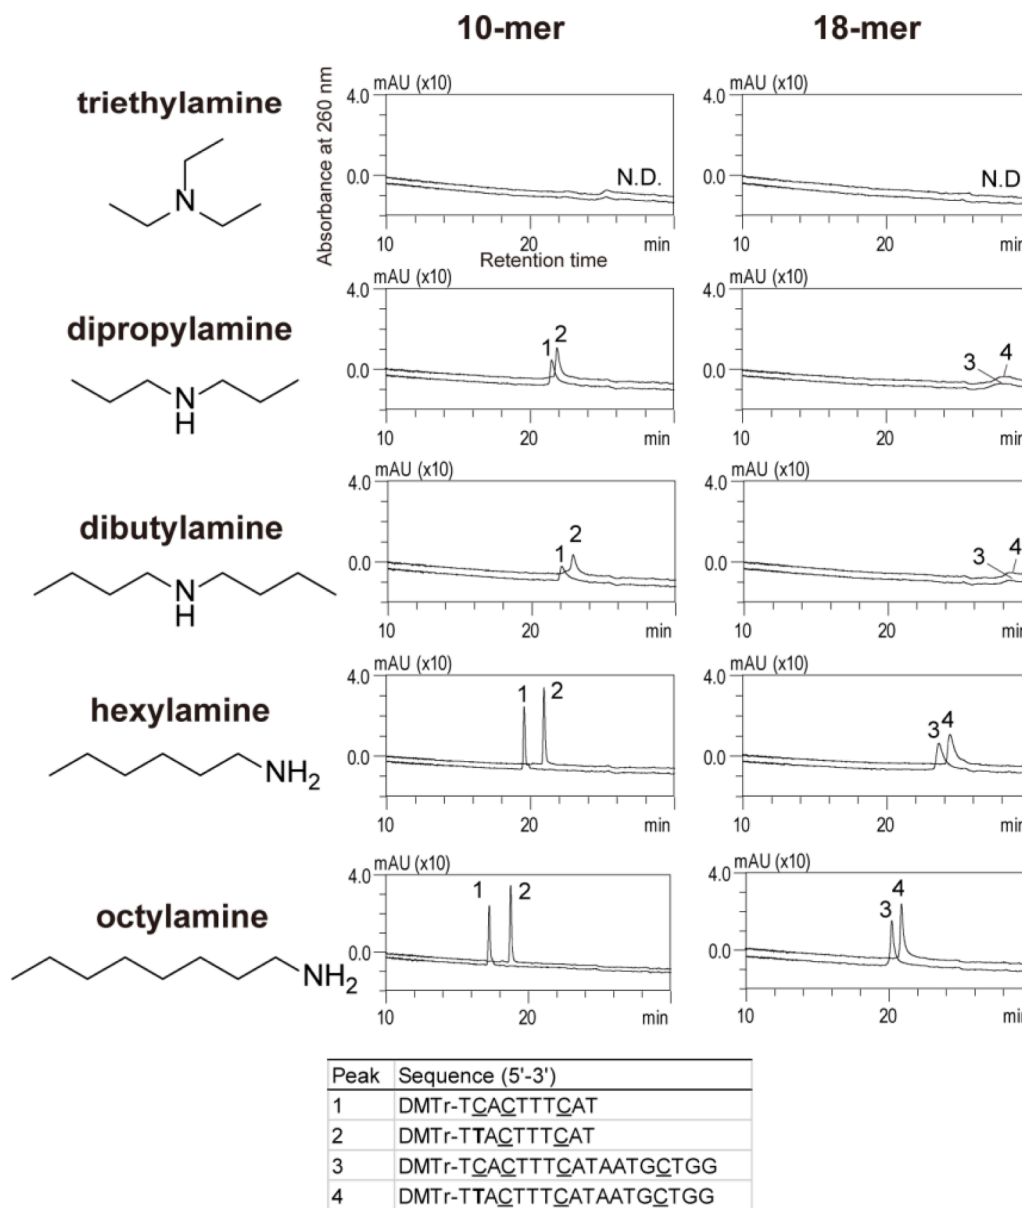 10-mer 18-mer
triethylamine
N
Absorbance at 260 nm
mAU (x10)
4.0
0.0
N.D.
10 20 min
Retention time
mAU (x10)
4.0
0.0
N.D
10 20 min
dipropylamine
N
H
mAU (x10)
4.0
0.0
1 2
10 20 min
mAU (x10)
4.0
0.0
3 4
10 20 min
dibutylamine
N
H
mAU (x10)
4.0
0.0
1 2
10 20 min
mAU (x10)
4.0
0.0
3 4
10 20 min
hexylamine
NH2
mAU (x10)
4.0
0.0
1 2
10 20 min
mAU (x10)
4.0
0.0
3 4
10 20 min
octylamine
NH2
mAU (x10)
4.0
0.0
1 2
10 20 min
mAU (x10)
4.0
0.0
3 4
10 20 min
Peak Sequence (5'-3')
1 DMTr-TCACTTTCAT
2 DMTr-TTACTTTCAT
3 DMTr-TCACTTTCATAATGCTGG
4 DMTr-TTACTTTCATAATGCTGG